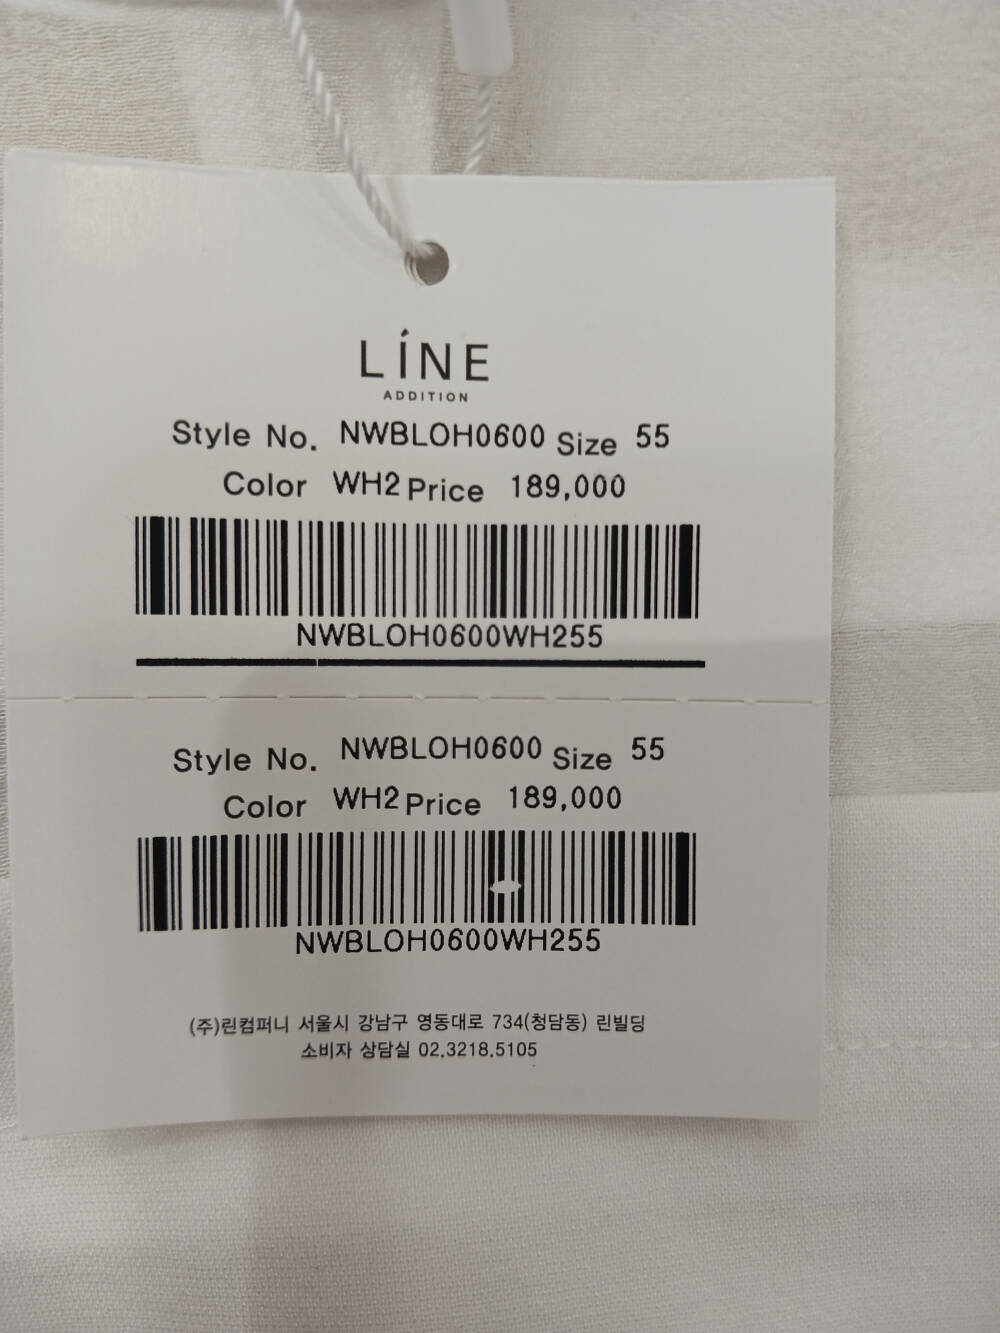 LÍNE
ADDITION
Style No. NWBLOH0600 Size 55
Color WH2 Price 189,000
NWBLOH0600WH255
Style No. NWBLOH0600 Size 55
Color WH2 Price 189,000
NWBLOH0600WH255
(주)린컴퍼니 서울시 강남구 영동대로 734(청담동) 린빌딩
소비자 상담실 02.3218.5105